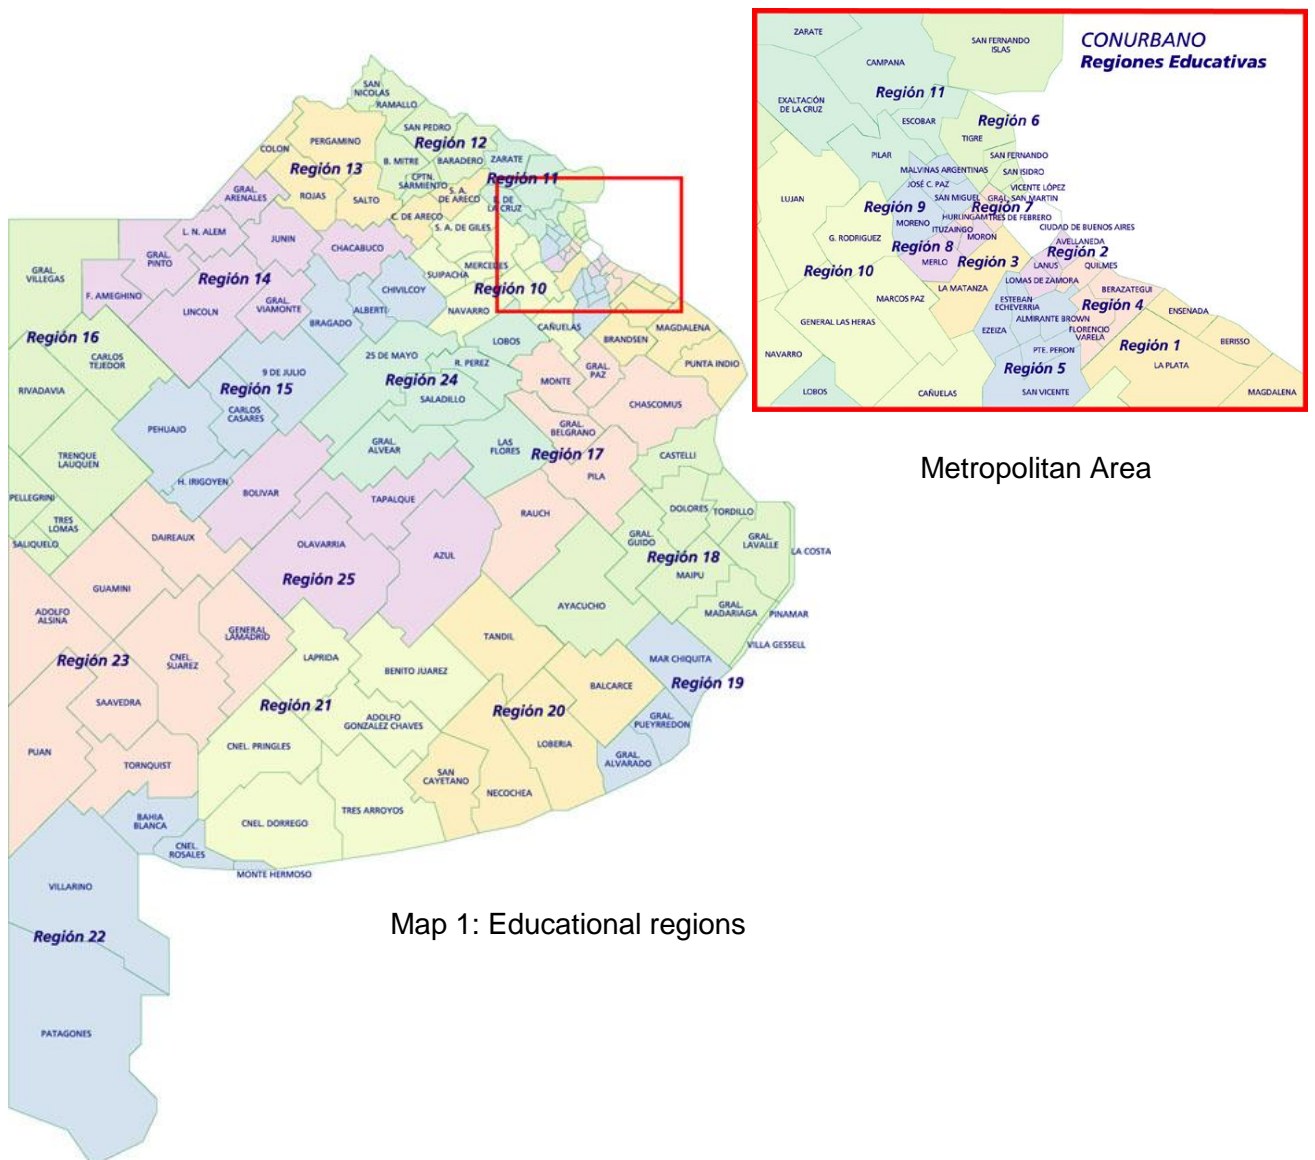 SAN
NICOLAS
RAMALLO
SAN PEDRO
Región 12
PERGAMINO
COLON
B. MITRE
BARADERO
ZARATE
Región 13
CPTN.
SARMIENTO
Región 11
GRAL.
ARENALES
ROJAS
SALTO
S. A.
DE ARECO
E. DE
LA CRUZ
C. DE ARECO
L. N. ALEM
JUNIN
CHACABUCO
S. A. DE GILES
GRAL.
VILLEGAS
GRAL.
PINTO
Región 14
MERCEDES
SUIPACHA
F. AMEGHINO
CHIVILCOY
Región 10
LINCOLN
GRAL.
VIAMONTE
ALBERTI
NAVARRO
BRAGADO
CAÑUELAS
MAGDALENA
Región 16
LOBOS
BRANDSEN
CARLOS
TEJEDOR
25 DE MAYO
R. PEREZ
PUNTA INDIO
9 DE JULIO
Región 24
MONTE
GRAL.
PAZ
RIVADAVIA
Región 15
SALADILLO
CHASCOMUS
CARLOS
CASARES
PEHUAJO
GRAL.
BELGRANO
GRAL.
ALVEAR
LAS
FLORES
Región 17
CASTELLI
TRENQUE
LAUQUEN
PILA
H. IRIGOYEN
BOLIVAR
TAPALQUE
PELLEGRINI
RAUCH
DOLORES
TORDILLO
TRES
LOMAS
DAIREAUX
SALIQUELO
OLAVARRIA
GRAL.
GUIDO
GRAL.
LAVALLE
LA COSTA
AZUL
Región 18
Región 25
MAIPU
GUAMINI
AYACUCHO
GRAL.
MADARIAGA
PINAMAR
ADOLFO
ALSINA
GENERAL
LAMADRID
TANDIL
VILLA GESSELL
Región 23
CNEL.
SUAREZ
LAPRIDA
MAR CHIQUITA
BENITO JUAREZ
Región 19
BALCARCE
SAAVEDRA
Región 21
Región 20
ADOLFO
GONZALEZ CHAVES
GRAL.
PUEYRREDON
PUAN
CNEL. PRINGLES
LOBERIA
TORNQUIST
GRAL.
ALVARADO
SAN
CAYETANO
NECOCHEA
TRES ARROYOS
BAHIA
BLANCA
CNEL. DORREGO
CNEL.
ROSALES
MONTE HERMOSO
VILLARINO
Región 22
PATAGONES
Map 1: Educational regions
CONURBANO
Regiones Educativas
ZARATE
SAN FERNANDO
ISLAS
CAMPANA
Región 11
EXALTACIÓN
DE LA CRUZ
ESCOBAR
Región 6
TIGRE
PILAR
SAN FERNANDO
MALVINAS ARGENTINAS
SAN ISIDRO
JOSÉ C. PAZ
VICENTE LÓPEZ
LUJAN
SAN MIGUEL
GRAL. SAN MARTIN
Región 9
Región 7
MORENO
HURLINGAM
TRES DE FEBRERO
ITUZAINGO
CIUDAD DE BUENOS AIRES
G. RODRIGUEZ
MORON
AVELLANEDA
Región 8
Región 2
MERLO
Región 3
LANUS
QUILMES
Región 10
LOMAS DE ZAMORA
LA MATANZA
BERAZATEGUI
MARCOS PAZ
ESTEBAN
ECHEVERRIA
Región 4
ENSENADA
GENERAL LAS HERAS
ALMIRANTE BROWN
EZEIZA
FLORENCIO
VARELA
Región 1
BERISSO
NAVARRO
PTE. PERON
LA PLATA
Región 5
LOBOS
CAÑUELAS
SAN VICENTE
MAGDALENA
Metropolitan Area